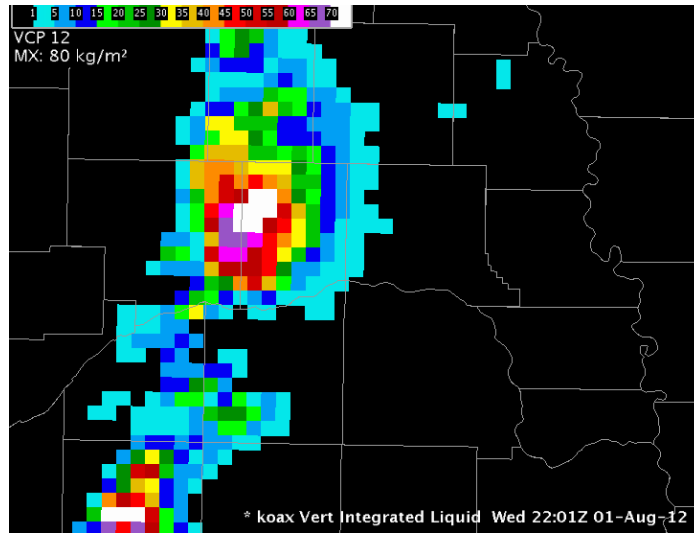 1 5 10 15 20 25 30 35 40 45 50 55 60 65 70
VCP 12
MX: 80 kg/m²
* koax Vert Integrated Liquid Wed 22:01Z 01-Aug-12